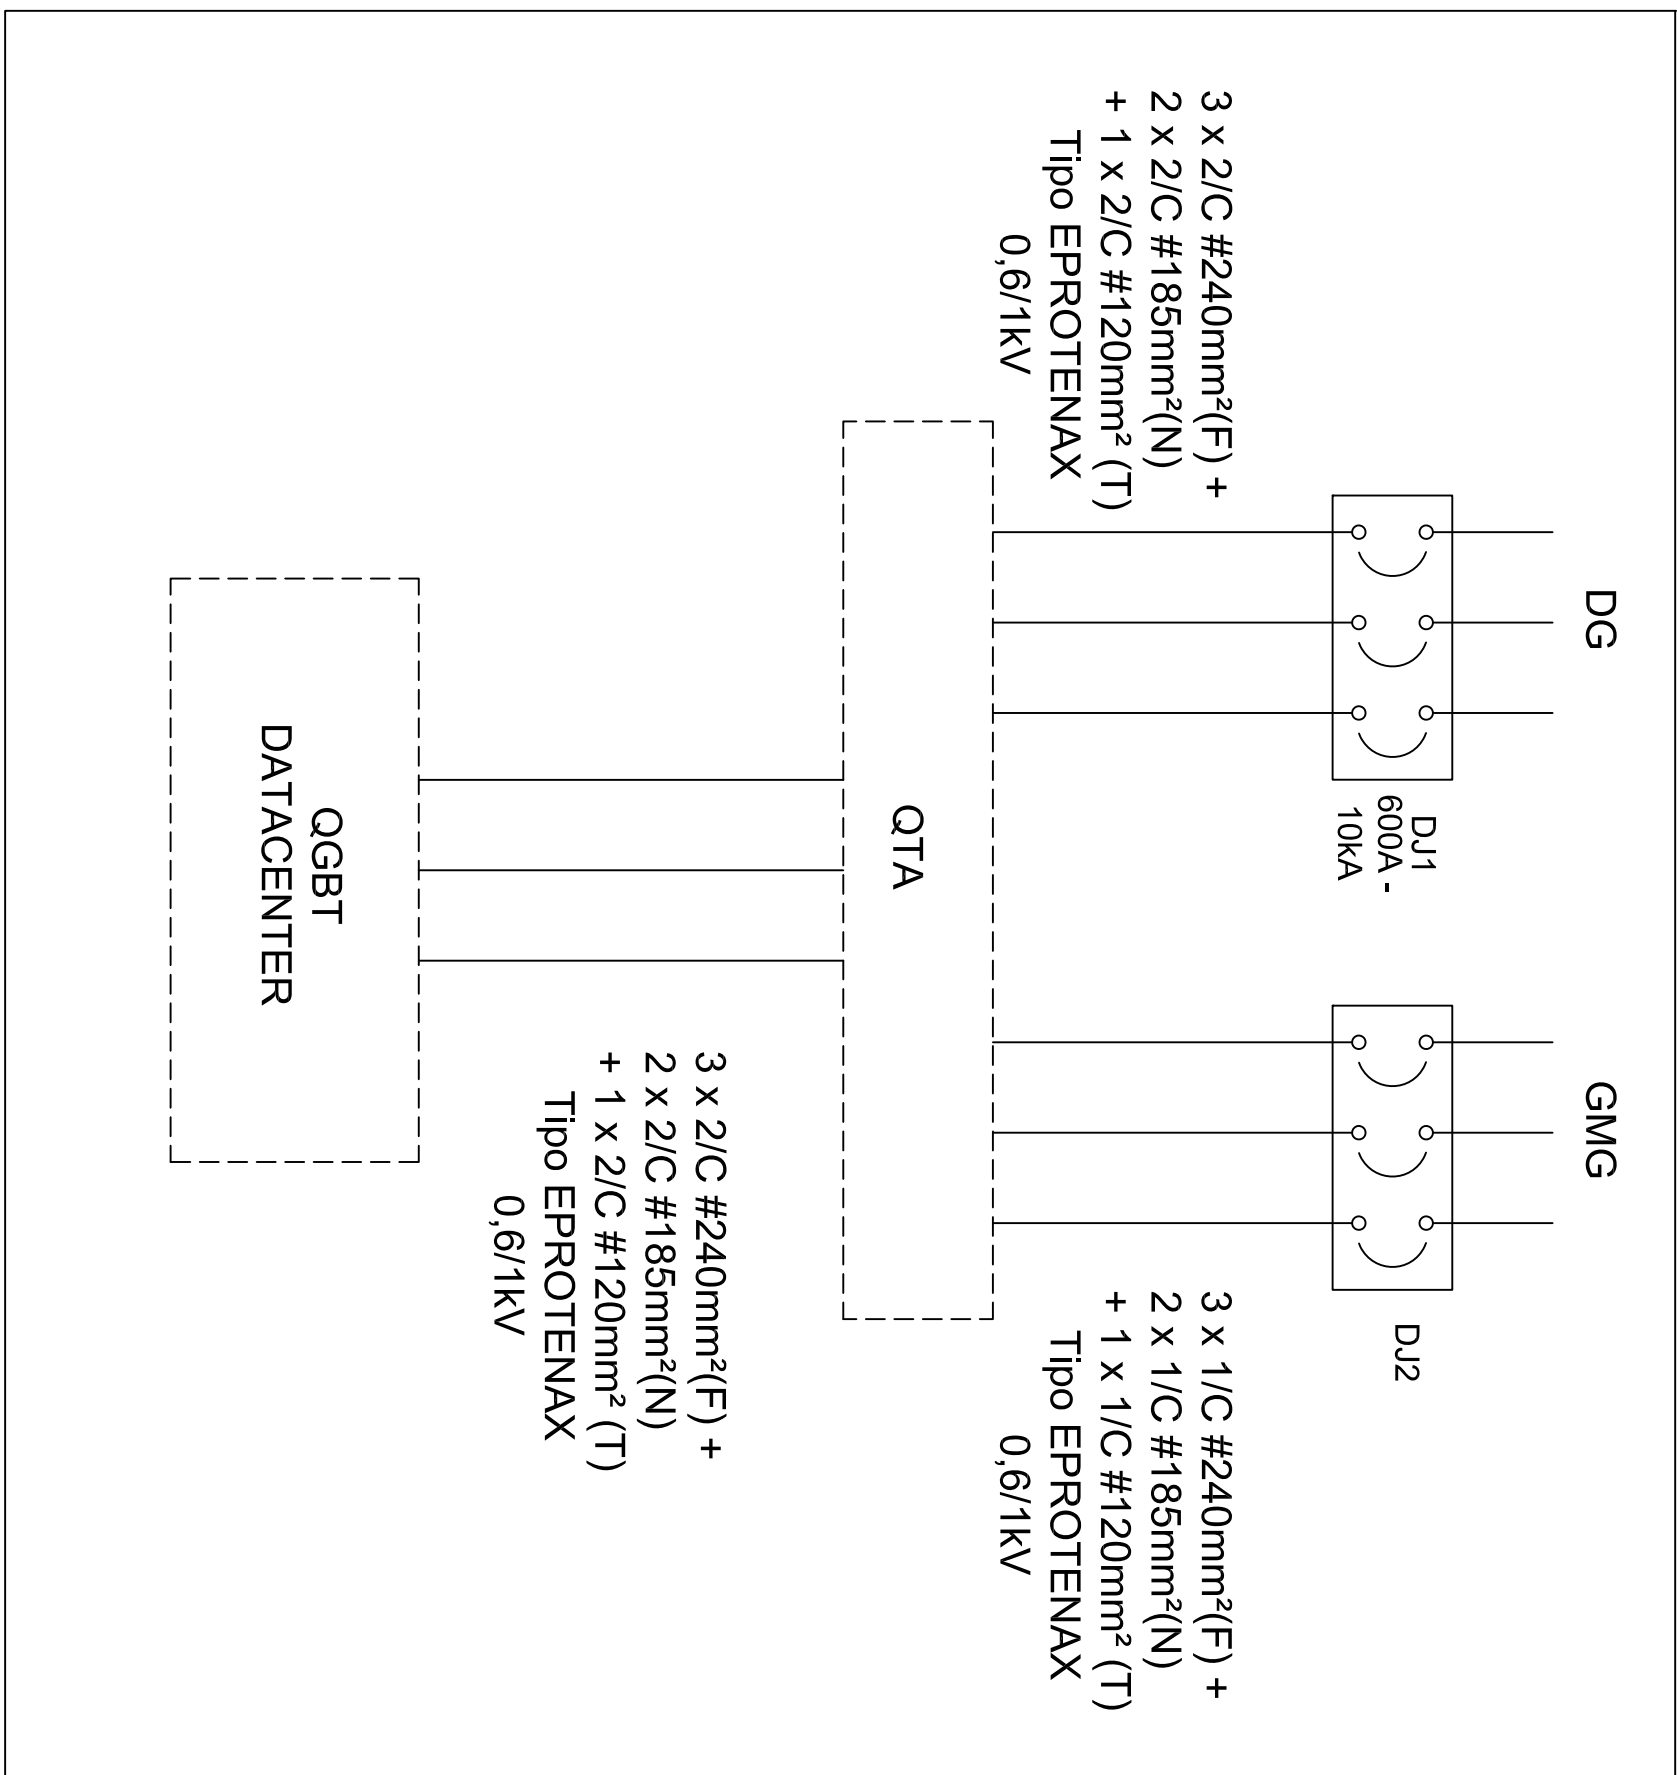 DG
GMG
DJ1
600A -
10kA
DJ2
3 x 2/C #240mm²(F) +
2 x 2/C #185mm²(N)
+ 1 x 2/C #120mm² (T)
Tipo EPROTENAX
0,6/1kV
3 x 1/C #240mm²(F) +
2 x 1/C #185mm²(N)
+ 1 x 1/C #120mm² (T)
Tipo EPROTENAX
0,6/1kV
QTA
3 x 2/C #240mm²(F) +
2 x 2/C #185mm²(N)
+ 1 x 2/C #120mm² (T)
Tipo EPROTENAX
0,6/1kV
QGBT
DATACENTER